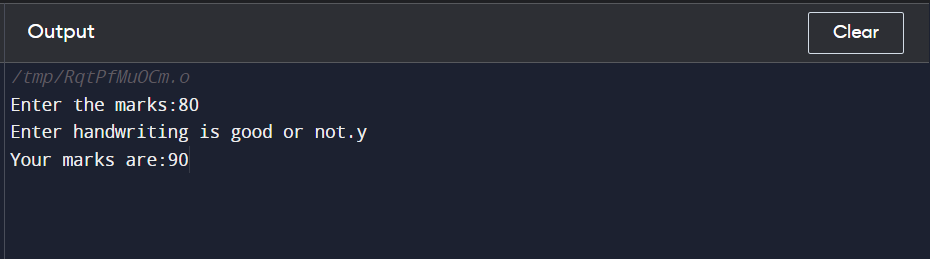 Output
Clear
/tmp/RqtPfMuOCm.o
Enter the marks:80
Enter handwriting is good or not.y
Your marks are:90